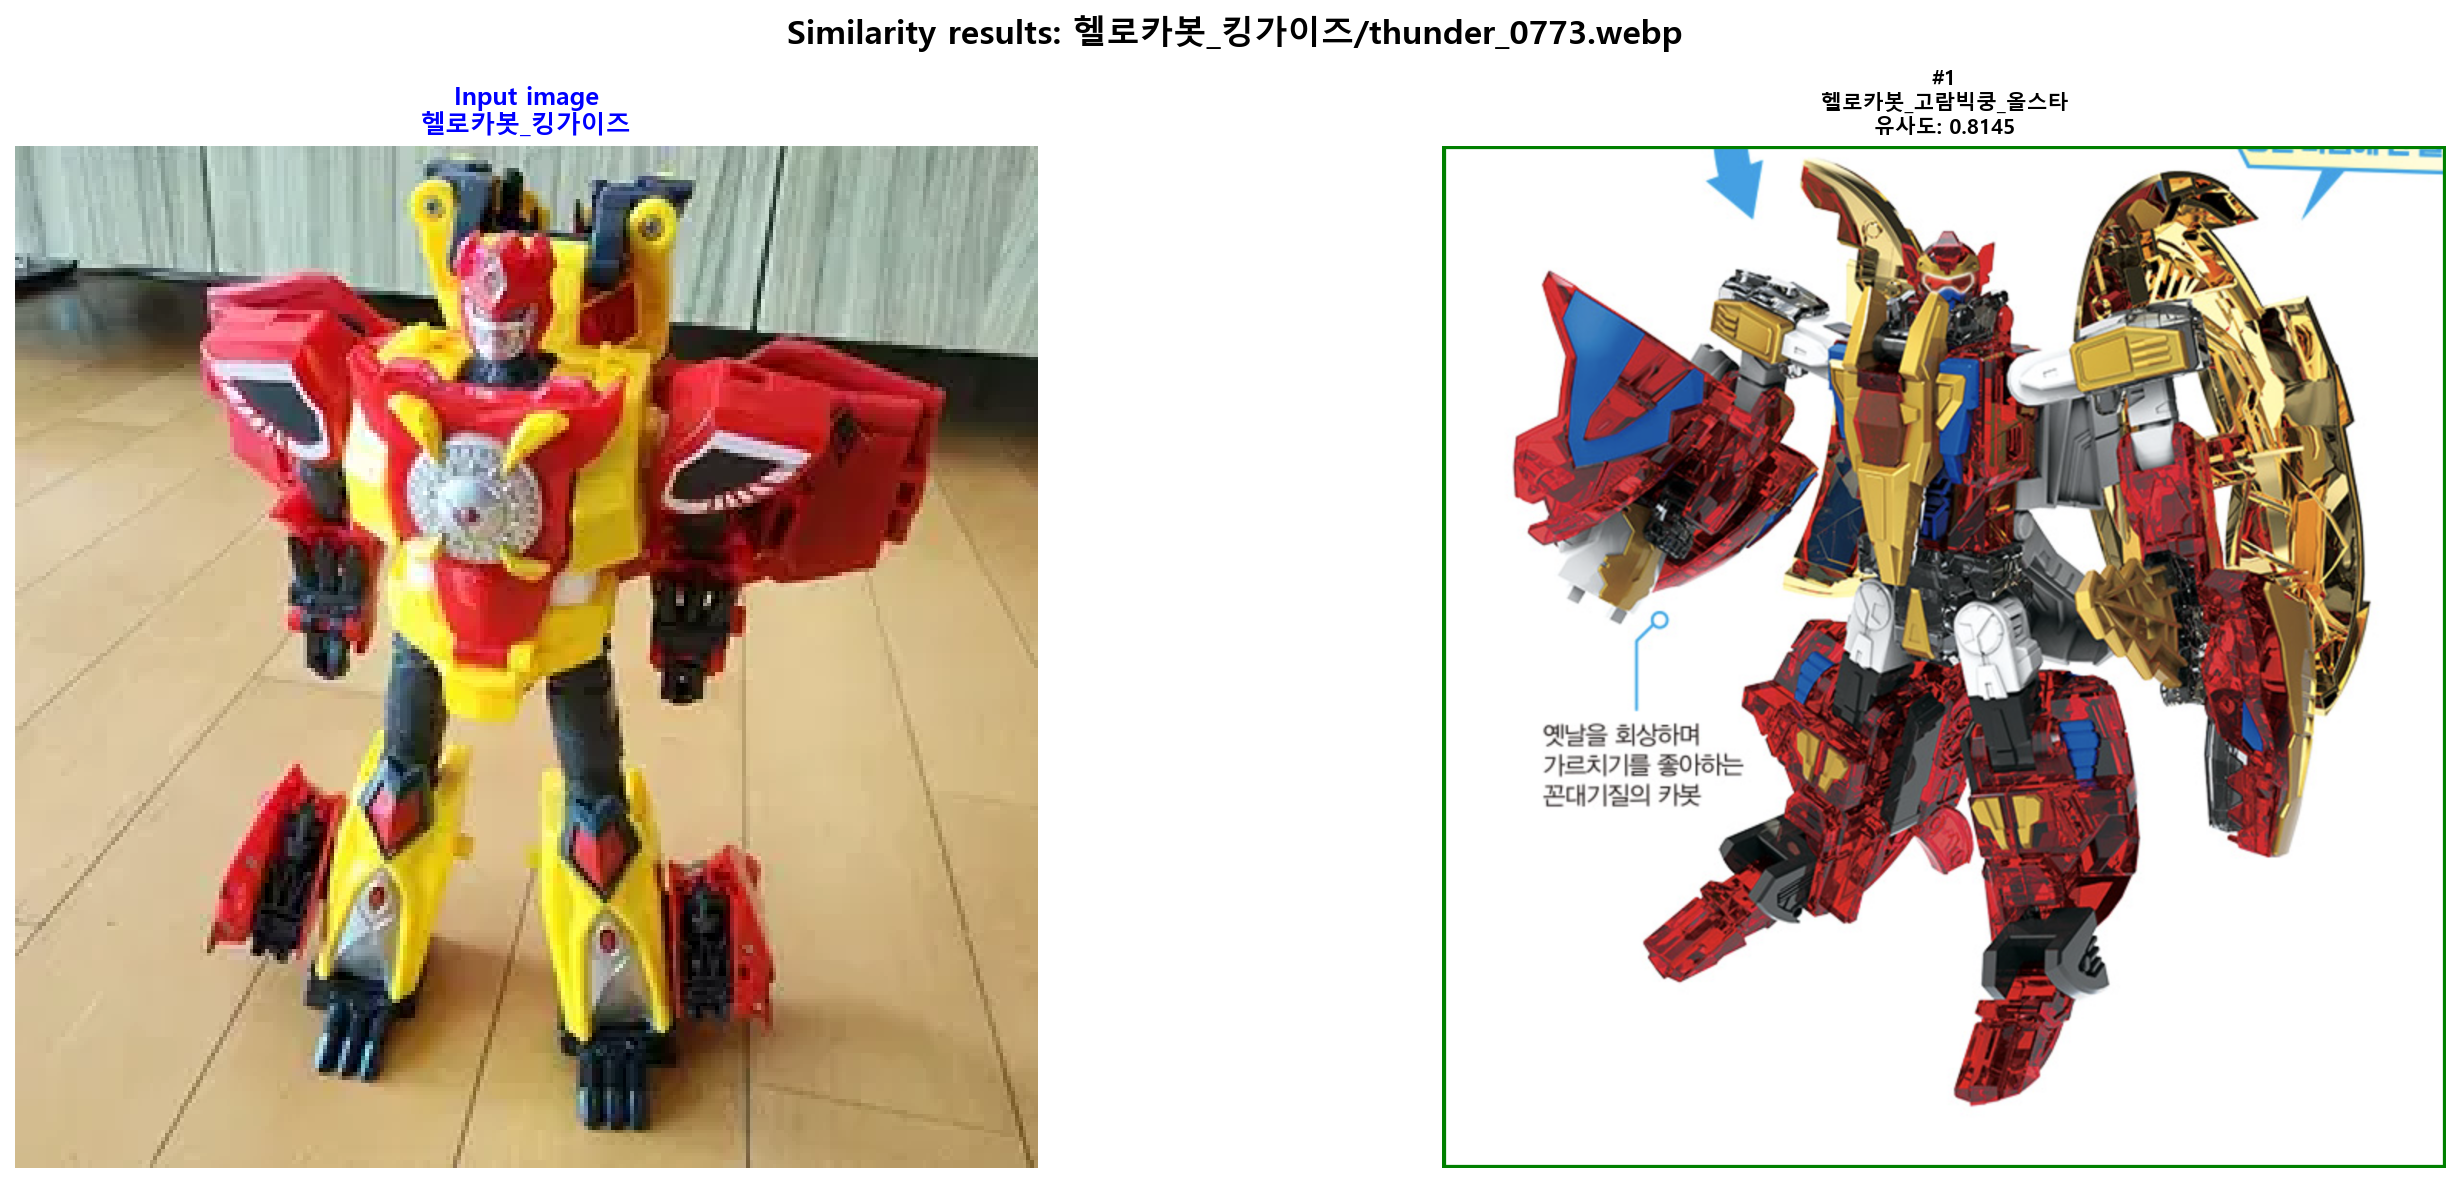 Similarity results: 헬로카봇_킹가이즈/thunder_0773.webp
Input image
헬로카봇_킹가이즈
#1
헬로카봇_고람빅쿵_올스타
유사도: 0.8145
옛날을 회상하며
가르치기를 좋아하는
꼰대기질의 카봇